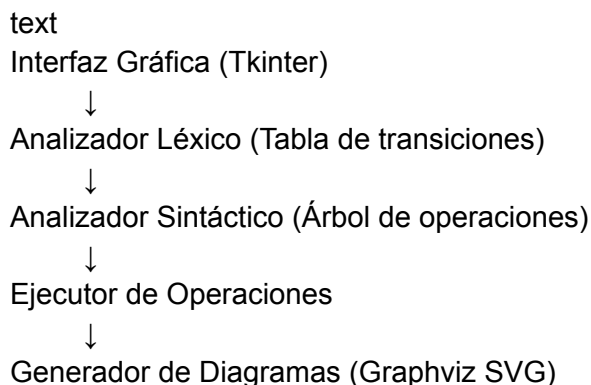 text
Interfaz Gráfica (Tkinter)
↓
Analizador Léxico (Tabla de transiciones)
↓
Analizador Sintáctico (Árbol de operaciones)
↓
Ejecutor de Operaciones
↓
Generador de Diagramas (Graphviz SVG)